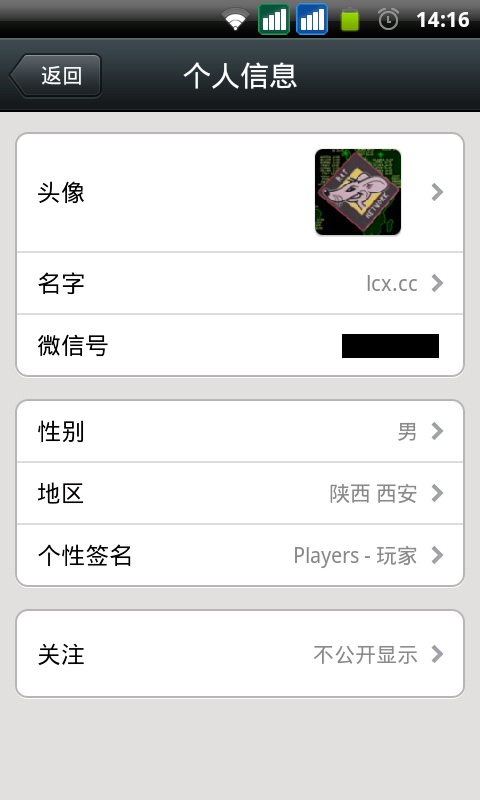 14:16
返回
个人信息
头像
RAT
NETWORK
名字 lcx.cc
微信号
性别 男
地区 陕西 西安
个性签名 Players - 玩家
关注 不公开显示